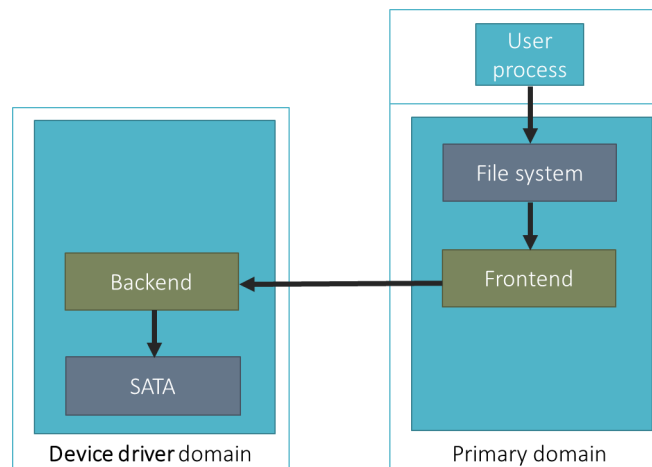 User
process
File system
Frontend
Backend
SATA
Device driver domain
Primary domain